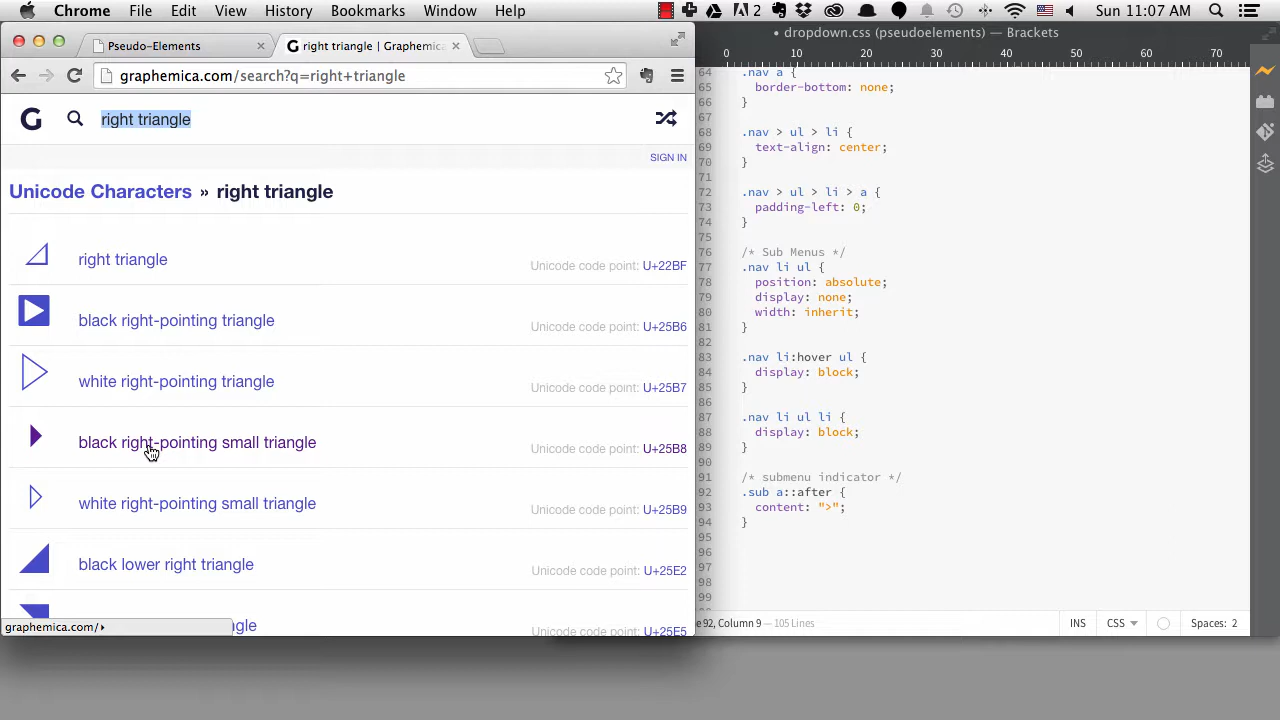 Chrome File Edit View History Bookmarks Window Help 2 Sun 11:07 AM
Pseudo-Elements
G right triangle | Graphemica
graphemica.com/search?q=right+triangle
G right triangle
SIGN IN
Unicode Characters » right triangle
right triangle Unicode code point: U+22BF
black right-pointing triangle Unicode code point: U+25B6
white right-pointing triangle Unicode code point: U+25B7
black right-pointing small triangle Unicode code point: U+25B8
white right-pointing small triangle Unicode code point: U+25B9
black lower right triangle Unicode code point: U+25E2
gle Unicode code point: U+25E5
graphemica.com/‣
• dropdown.css (pseudoelements) — Brackets
0 10 20 30 40 50 60 70
64 .nav a {
65 border-bottom: none;
66 }
67
68 .nav > ul > li {
69 text-align: center;
70 }
71
72 .nav > ul > li > a {
73 padding-left: 0;
74 }
75
76 /* Sub Menus */
77 .nav li ul {
78 position: absolute;
79 display: none;
80 width: inherit;
81 }
82
83 .nav li:hover ul {
84 display: block;
85 }
86
87 .nav li ul li {
88 display: block;
89 }
90
91 /* submenu indicator */
92 .sub a::after {
93 content: ">";
94 }
95
96
97
98
e 92, Column 9 — 105 Lines INS CSS Spaces: 2